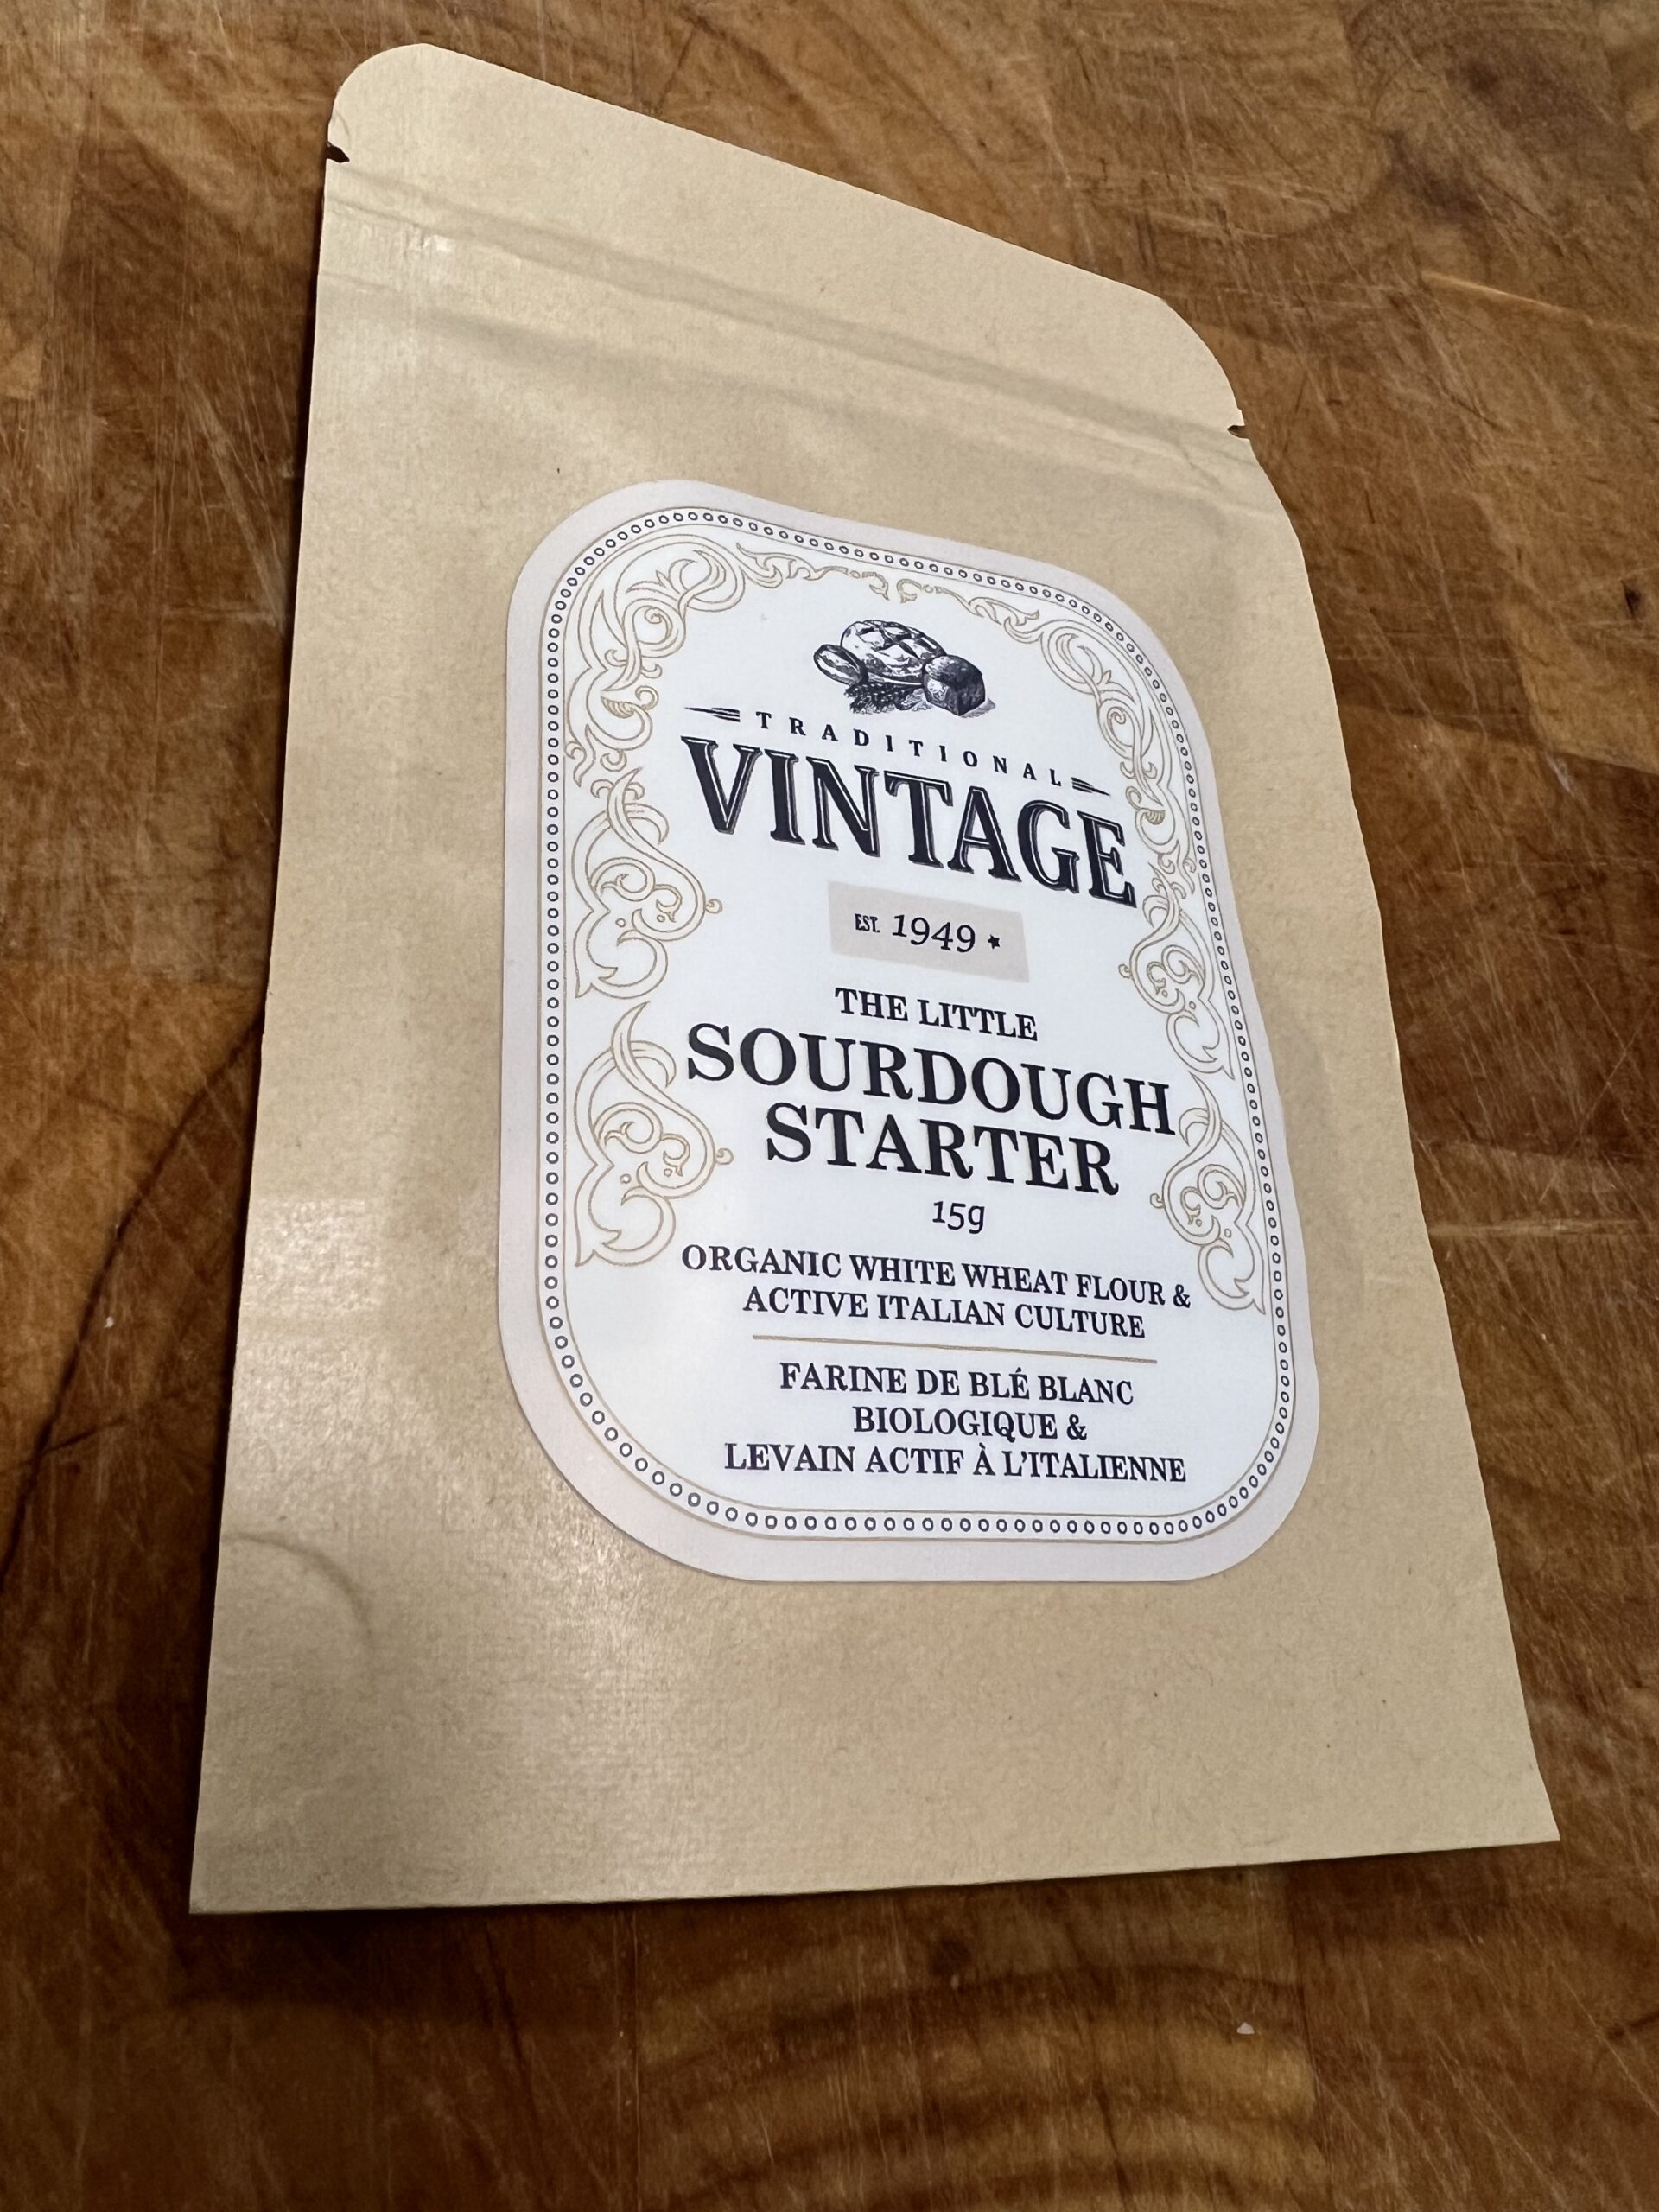 TRADITIONAL
VINTAGE
EST. 1949
THE LITTLE
SOURDOUGH
STARTER
15g
ORGANIC WHITE WHEAT FLOUR &
ACTIVE ITALIAN CULTURE
FARINE DE BLÉ BLANC
BIOLOGIQUE &
LEVAIN ACTIF À L'ITALIENNE